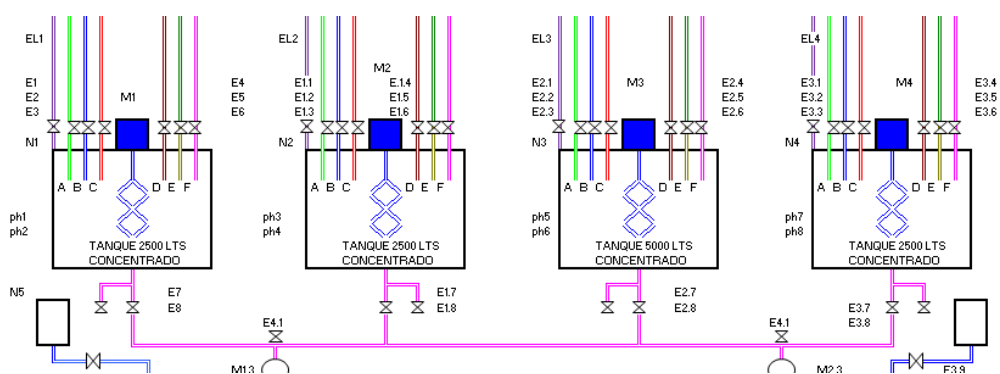 EL1 EL2 EL3 EL4
M2
E1 E4 E1.1 E.1.4 E2.1 M3 E2.4 E3.1 M4 E3.4
E2 M1 E5 E1.2 E1.5 E2.2 E2.5 E3.2 E3.5
E3 E6 E1.3 E1.6 E2.3 E2.6 E3.3 E3.6
N1 N2 N3 N4
A B C D E F A B C D E F A B C D E F A B C D E F
ph1 ph3 ph5 ph7
ph2 ph4 ph6 ph8
TANQUE 2500 LTS TANQUE 2500 LTS TANQUE 5000 LTS TANQUE 2500 LTS
CONCENTRADO CONCENTRADO CONCENTRADO CONCENTRADO
N5 E7 E1.7 E2.7 E3.7
E8 E1.8 E2.8 E3.8
E4.1 E4.1
M1.3 M2.3 E3.9